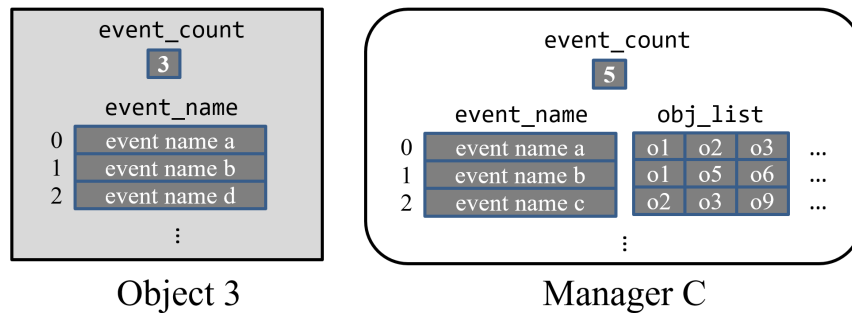 event_count
3
event_name
0 event name a
1 event name b
2 event name d
⋮
Object 3
event_count
5
event_name obj_list
0 event name a o1 o2 o3 ...
1 event name b o1 o5 o6 ...
2 event name c o2 o3 o9 ...
⋮
Manager C